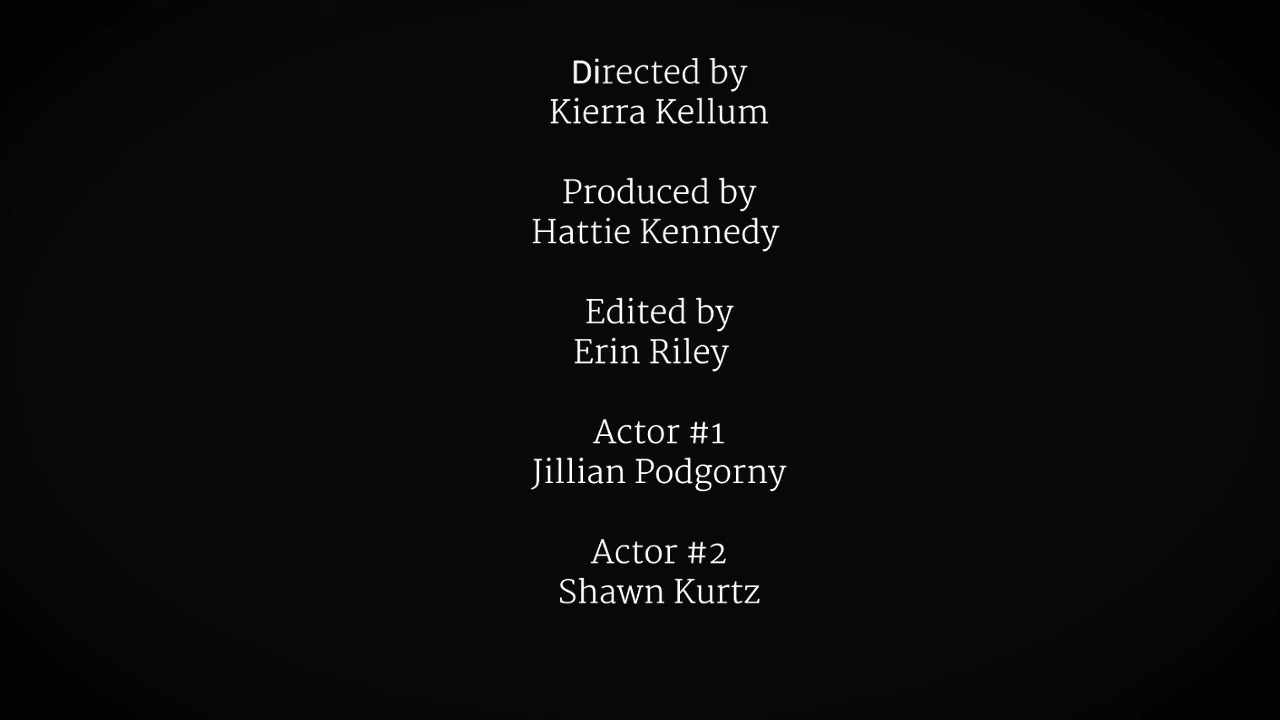 Directed by
Kierra Kellum
Produced by
Hattie Kennedy
Edited by
Erin Riley
Actor #1
Jillian Podgorny
Actor #2
Shawn Kurtz